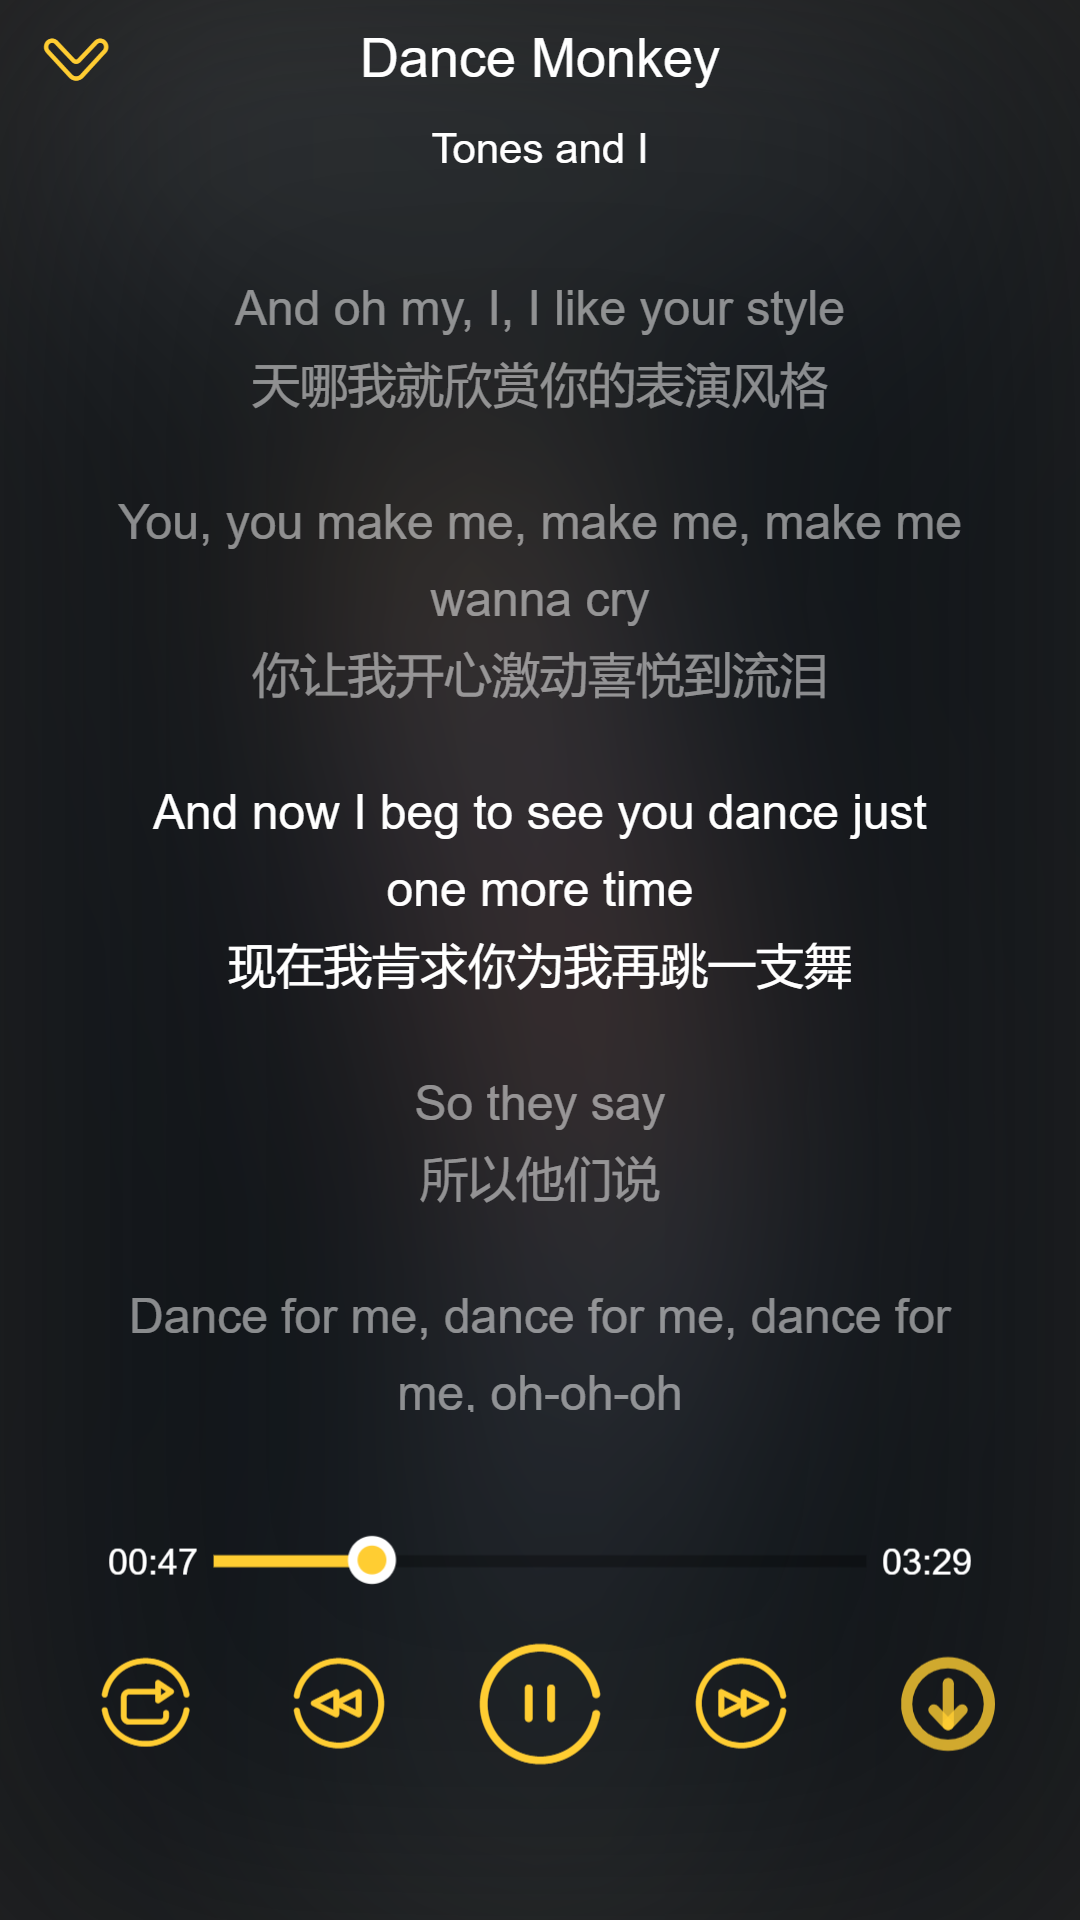 Dance Monkey
Tones and I
And oh my, I, I like your style
天哪我就欣赏你的表演风格
You, you make me, make me, make me
wanna cry
你让我开心激动喜悦到流泪
And now I beg to see you dance just
one more time
现在我肯求你为我再跳一支舞
So they say
所以他们说
Dance for me, dance for me, dance for
me, oh-oh-oh
00:47
03:29